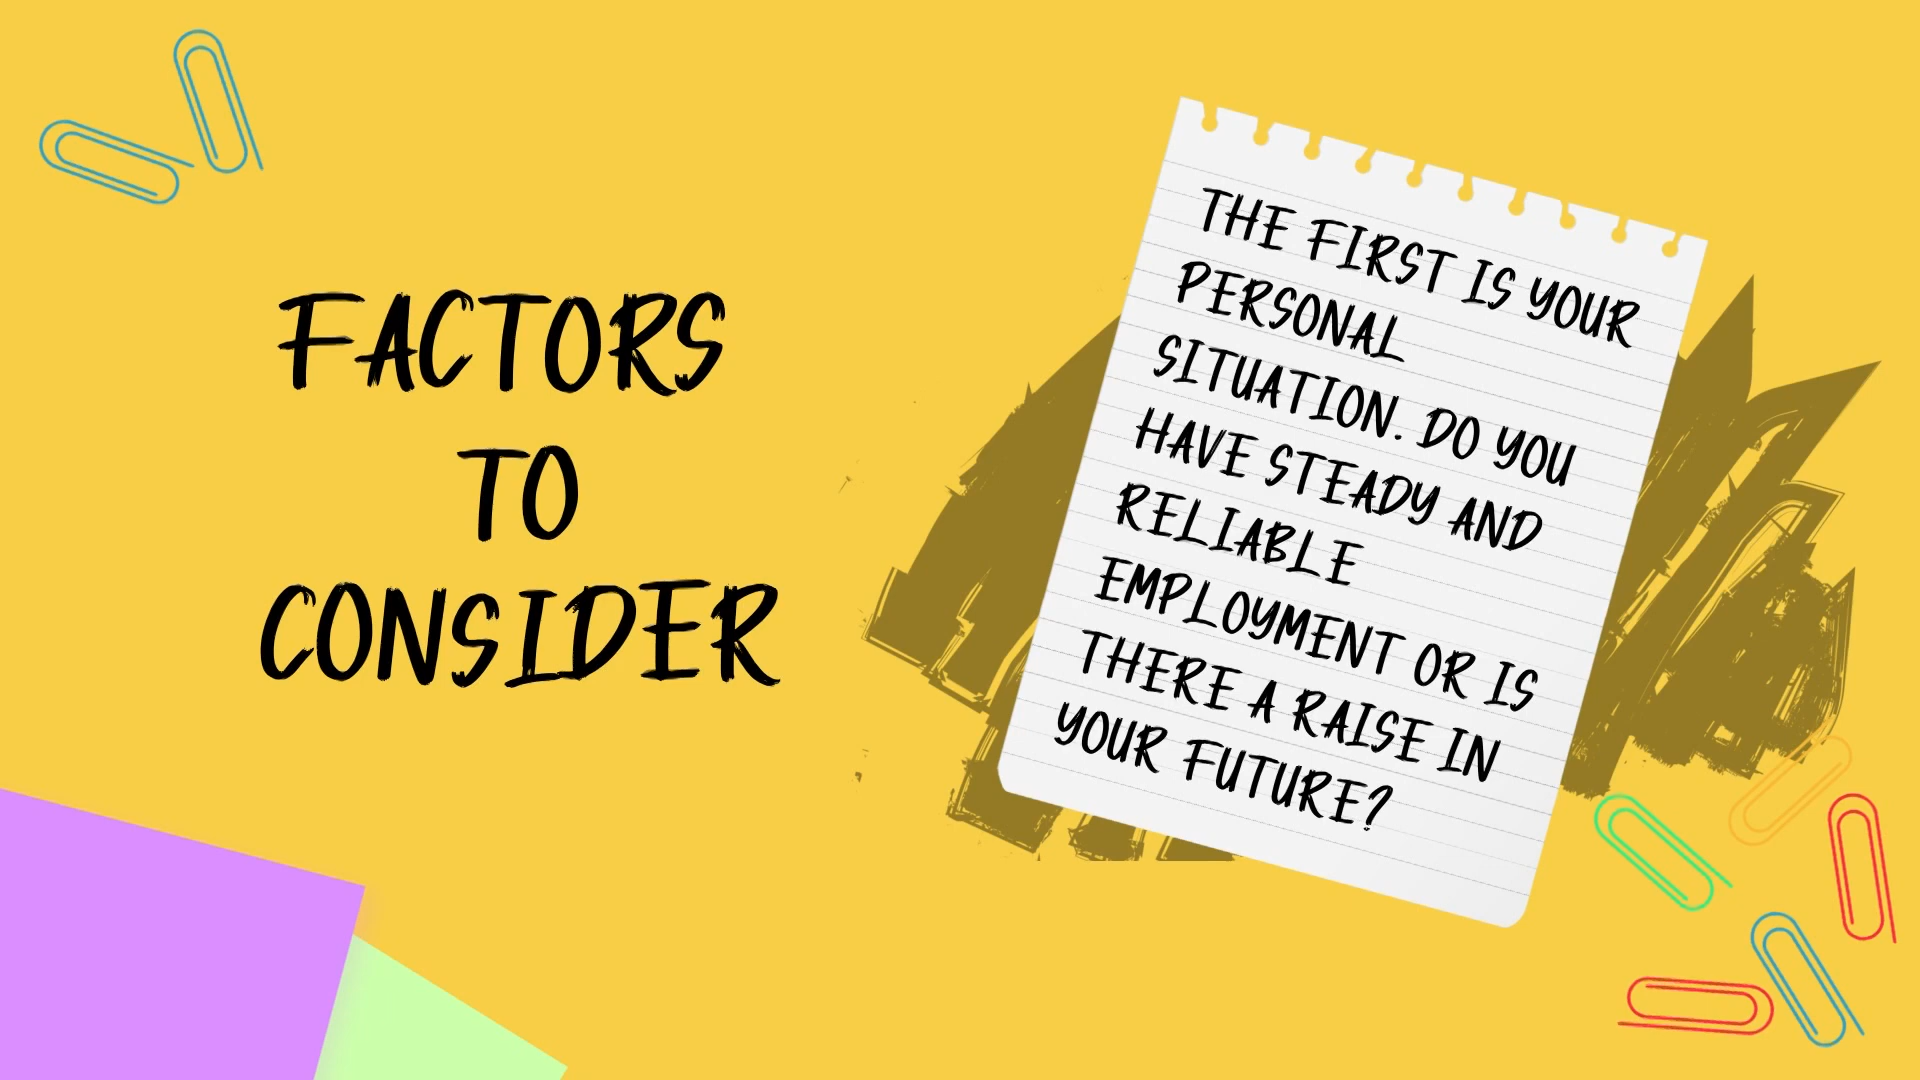 FACTORS
TO
CONSIDER
THE FIRST IS YOUR
PERSONAL
SITUATION. DO YOU
HAVE STEADY AND
RELIABLE
EMPLOYMENT OR IS
THERE A RAISE IN
YOUR FUTURE?